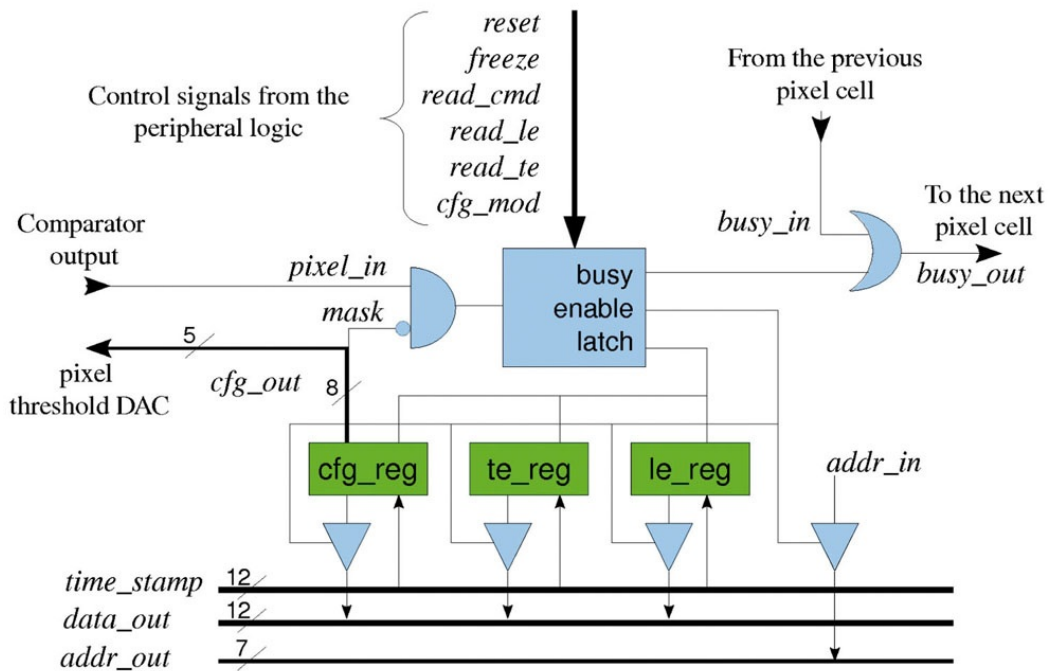 reset
freeze
read_cmd
read_le
read_te
cfg_mod
Control signals from the
peripheral logic
From the previous
pixel cell
To the next
pixel cell
busy_in
busy_out
Comparator
output
pixel_in
mask
busy
enable
latch
5
pixel
threshold DAC
cfg_out
8
cfg_reg
te_reg
le_reg
addr_in
time_stamp
12
data_out
12
addr_out
7